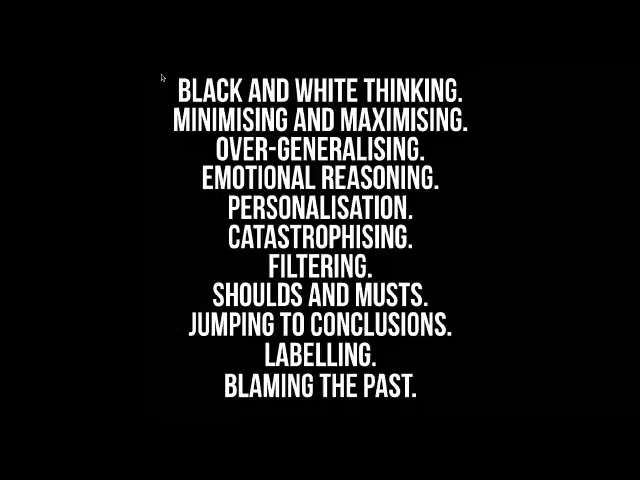 BLACK AND WHITE THINKING.
MINIMISING AND MAXIMISING.
OVER-GENERALISING.
EMOTIONAL REASONING.
PERSONALISATION.
CATASTROPHISING.
FILTERING.
SHOULDS AND MUSTS.
JUMPING TO CONCLUSIONS.
LABELLING.
BLAMING THE PAST.